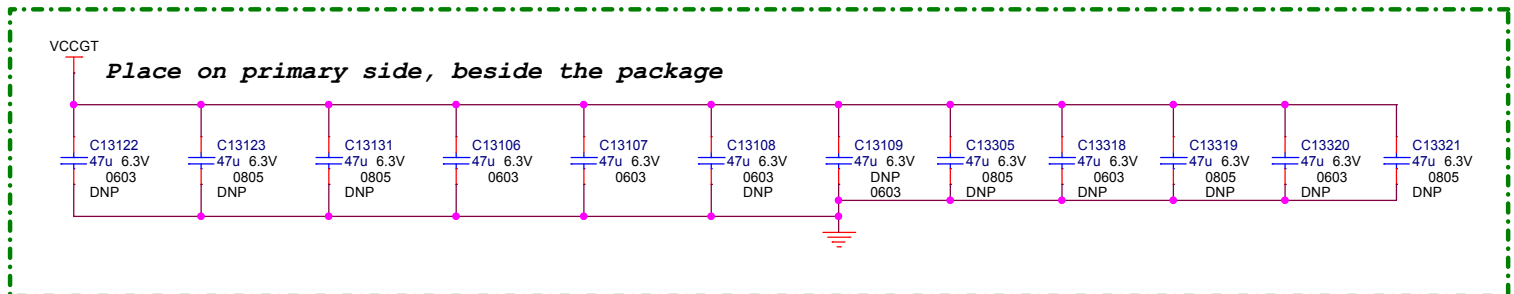 VCCGT
Place on primary side, beside the package
C13122
47u 6.3V
0603
DNP
C13123
47u 6.3V
0805
DNP
C13131
47u 6.3V
0805
DNP
C13106
47u 6.3V
0603
C13107
47u 6.3V
0603
C13108
47u 6.3V
0603
DNP
C13109
47u 6.3V
DNP
0603
C13305
47u 6.3V
0805
DNP
C13318
47u 6.3V
0603
DNP
C13319
47u 6.3V
0805
DNP
C13320
47u 6.3V
0603
DNP
C13321
47u 6.3V
0805
DNP